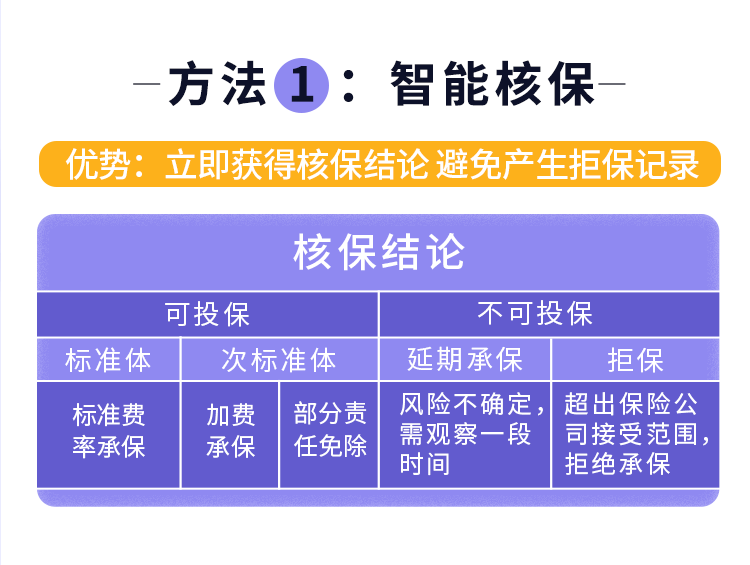 方法1：智能核保
优势：立即获得核保结论 避免产生拒保记录
核保结论
可投保
不可投保
标准体
次标准体
延期承保
拒保
标准费
率承保
加费
承保
部分责
任免除
风险不确定，
需观察一段
时间
超出保险公
司接受范围，
拒绝承保